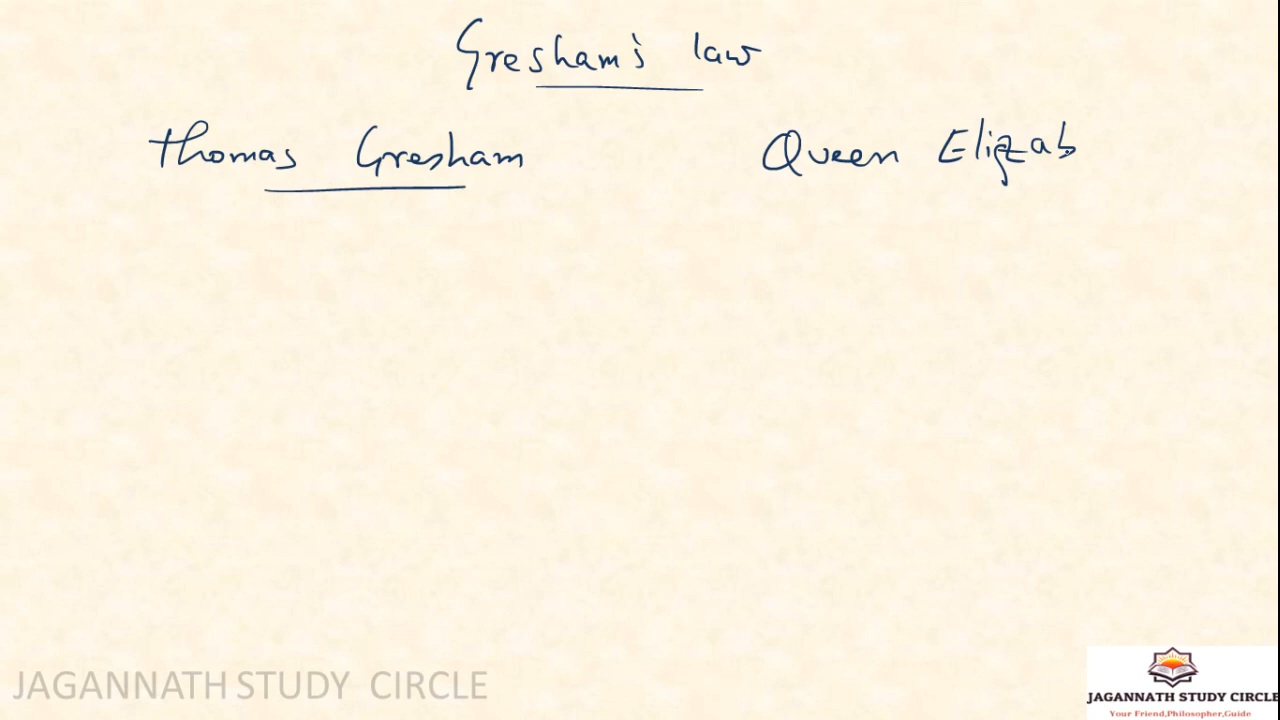 Gresham's law
Thomas Gresham Queen Elizab
JAGANNATH STUDY CIRCLE
JAGANNATH STUDY CIRCLE
Your Friend,Philosopher,Guide